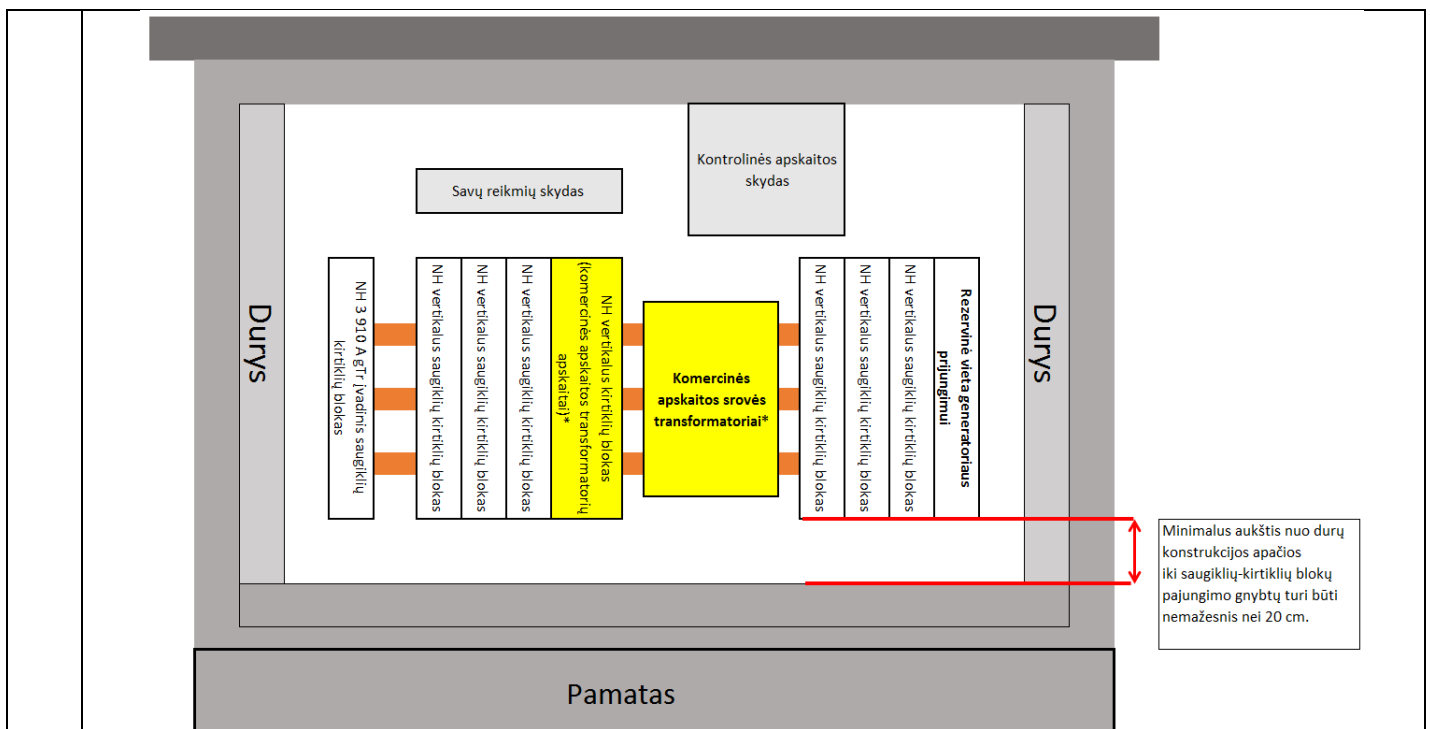 Kontrolinės apskaitos
skydas
Savų reikmių skydas
Durys
NH 3 910 A gTr įvadinis saugiklių
kirtiklių blokas
NH vertikalus saugiklių kirtiklių blokas
NH vertikalus saugiklių kirtiklių blokas
NH vertikalus saugiklių kirtiklių blokas
NH vertikalus kirtiklių blokas
(komercinės apskaitos transformatorių
apskaitai)*
Komercinės
apskaitos srovės
transformatoriai*
NH vertikalus saugiklių kirtiklių blokas
NH vertikalus saugiklių kirtiklių blokas
NH vertikalus saugiklių kirtiklių blokas
Rezervinė vieta generatoriaus
prijungimui
Durys
Minimalus aukštis nuo durų
konstrukcijos apačios
iki saugiklių-kirtiklių blokų
pajungimo gnybtų turi būti
nemažesnis nei 20 cm.
Pamatas